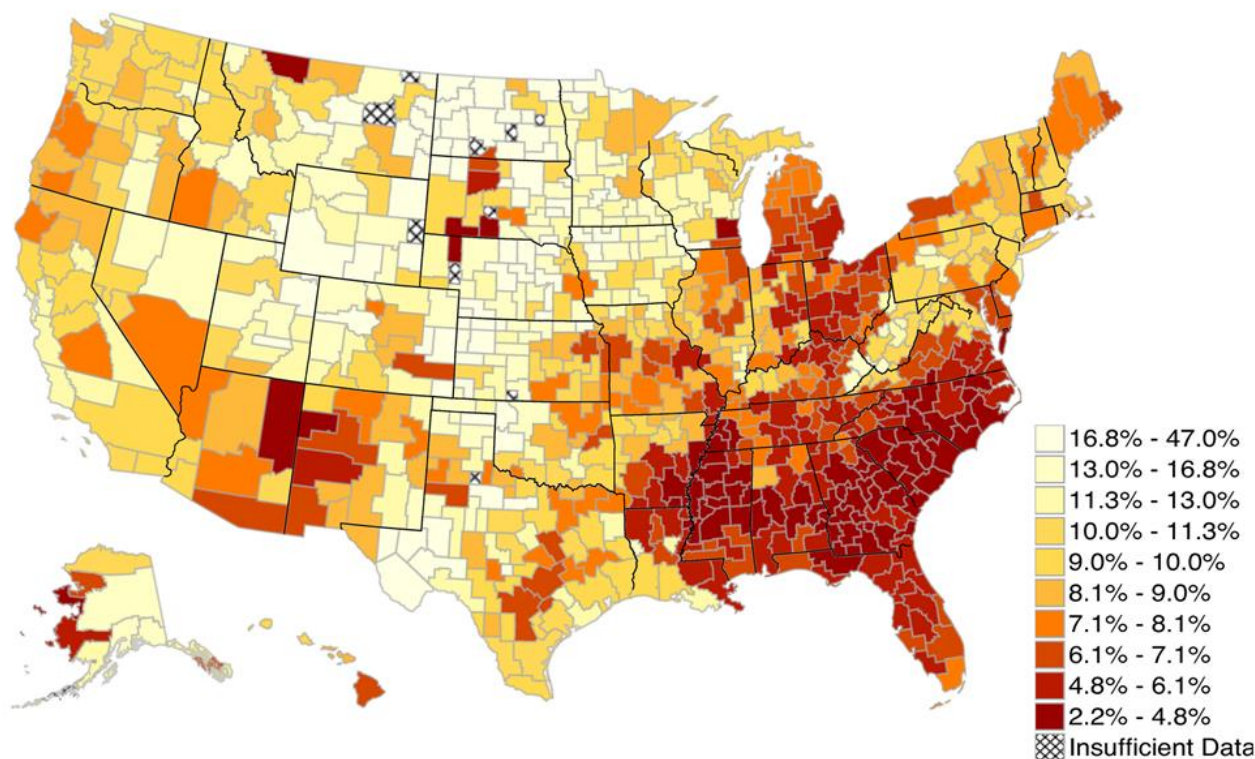 16.8% - 47.0%
13.0% - 16.8%
11.3% - 13.0%
10.0% - 11.3%
9.0% - 10.0%
8.1% - 9.0%
7.1% - 8.1%
6.1% - 7.1%
4.8% - 6.1%
2.2% - 4.8%
Insufficient Data